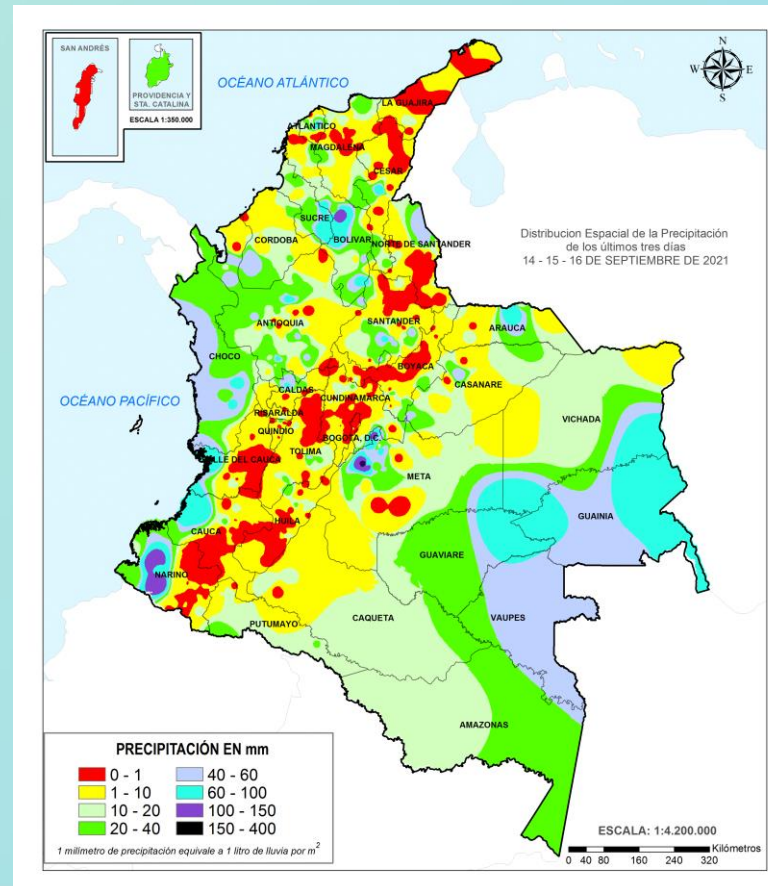 SAN ANDRÉS
PROVIDENCIA Y
STA. CATALINA
ESCALA 1:350.000
OCÉANO ATLÁNTICO
N
W E
S
LA GUAJIRA
ATLÁNTICO
MAGDALENA
CESAR
SUCRE
BOLIVAR
NORTE DE SANTANDER
CORDOBA
Distribucion Espacial de la Precipitación
de los últimos tres días
14 - 15 - 16 DE SEPTIEMBRE DE 2021
ANTIOQUIA
SANTANDER
ARAUCA
CHOCO
BOYACA
CASANARE
OCÉANO PACÍFICO
CALDAS
CUNDINAMARCA
RISARALDA
VICHADA
QUINDIO
BOGOTA, D.C.
TOLIMA
VALLE DEL CAUCA
META
GUAINIA
HUILA
CAUCA
GUAVIARE
NARIÑO
CAQUETA
VAUPES
PUTUMAYO
AMAZONAS
PRECIPITACIÓN EN mm
0 - 1 40 - 60
1 - 10 60 - 100
10 - 20 100 - 150
20 - 40 150 - 400
1 milímetro de precipitación equivale a 1 litro de lluvia por m²
ESCALA: 1:4.200.000
Kilómetros
0 40 80 160 240 320